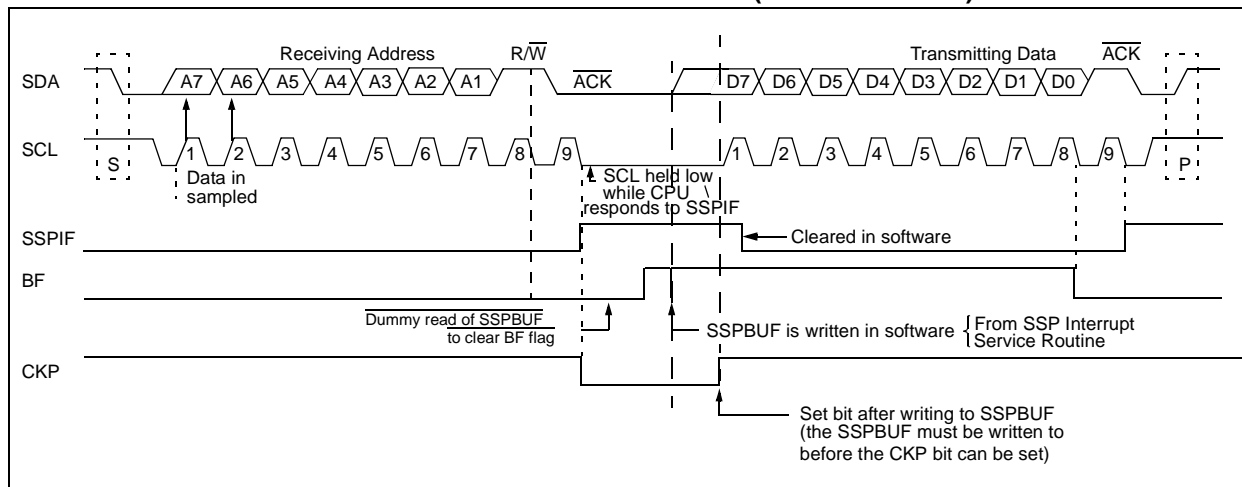 Receiving Address R/W Transmitting Data ACK
SDA A7 A6 A5 A4 A3 A2 A1 ACK D7 D6 D5 D4 D3 D2 D1 D0
SCL S 1 2 3 4 5 6 7 8 9 1 2 3 4 5 6 7 8 9 P
Data in
sampled
SCL held low
while CPU
responds to SSPIF
SSPIF Cleared in software
BF
Dummy read of SSPBUF
to clear BF flag
SSPBUF is written in software
From SSP Interrupt
Service Routine
CKP
Set bit after writing to SSPBUF
(the SSPBUF must be written to
before the CKP bit can be set)